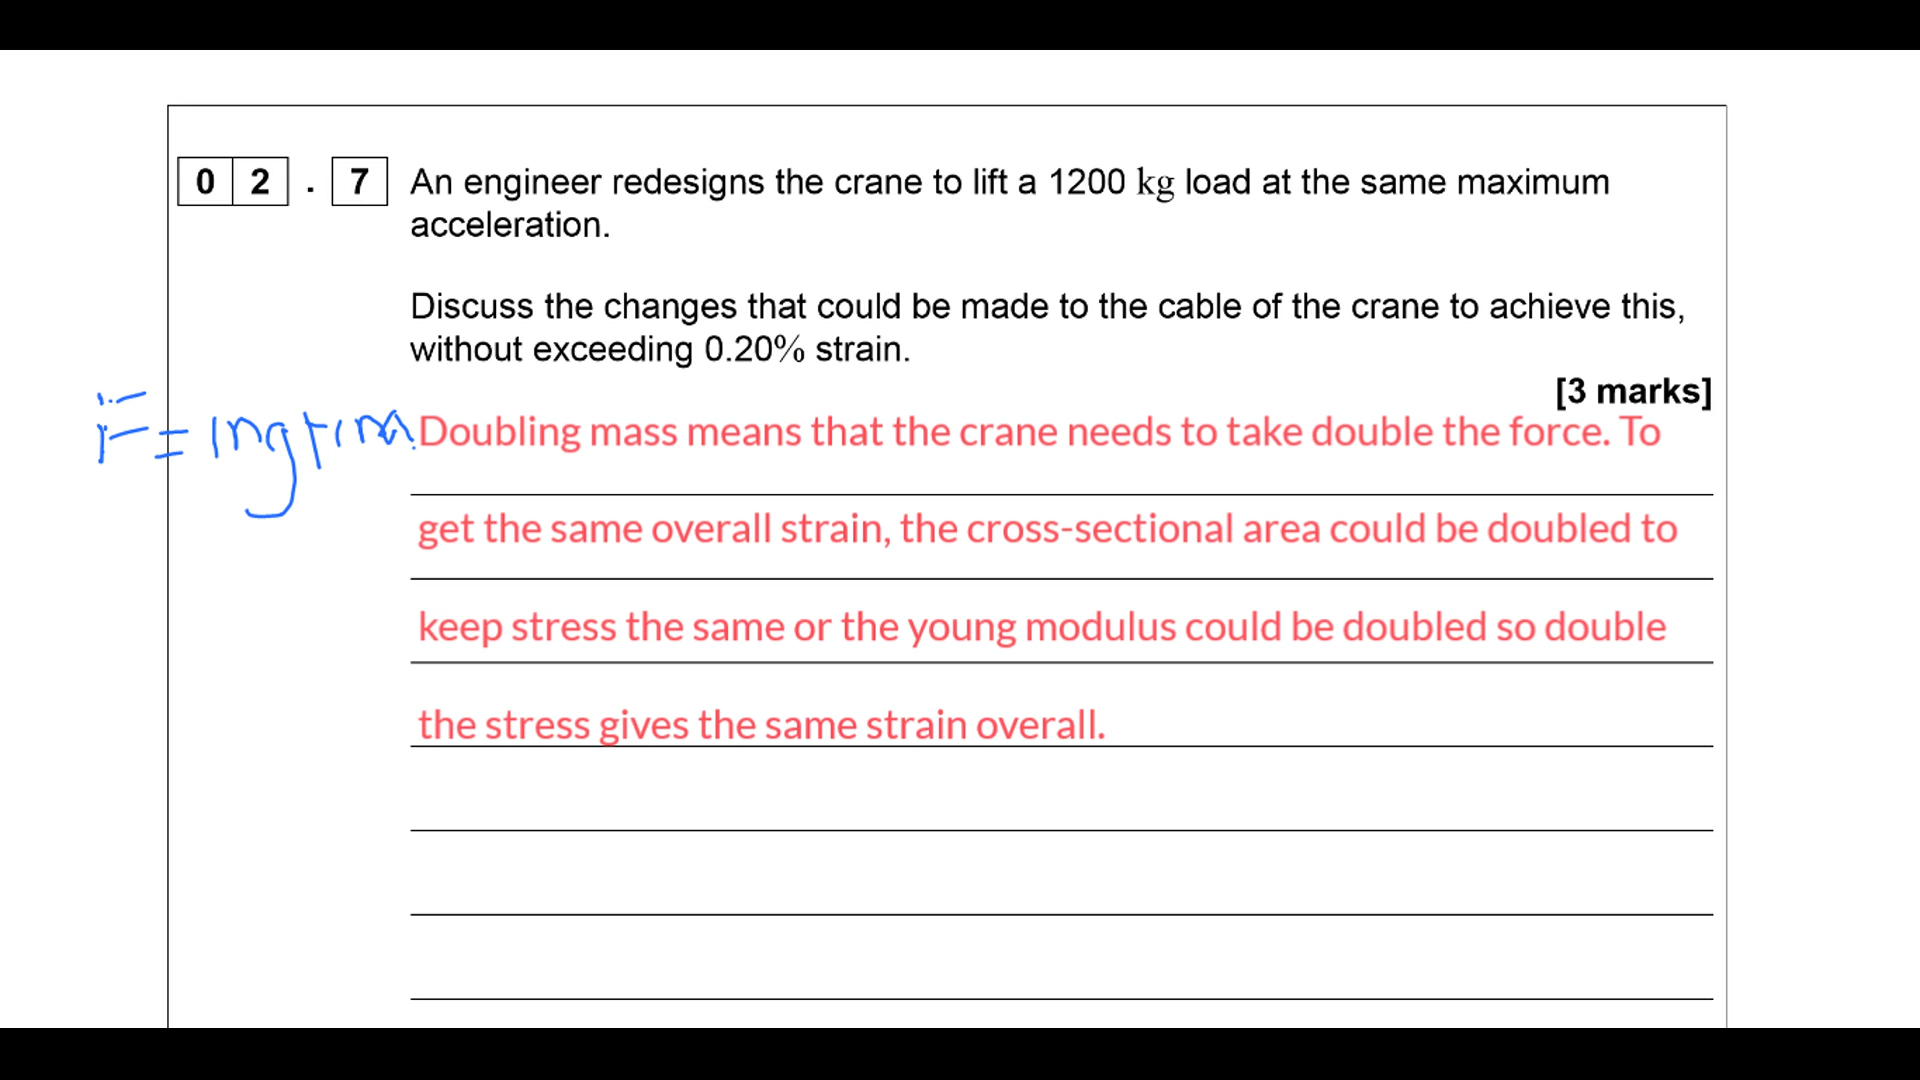 02.7 An engineer redesigns the crane to lift a 1200 kg load at the same maximum
acceleration.
Discuss the changes that could be made to the cable of the crane to achieve this,
without exceeding 0.20% strain.
[3 marks]
F = mg + m
Doubling mass means that the crane needs to take double the force. To
get the same overall strain, the cross-sectional area could be doubled to
keep stress the same or the young modulus could be doubled so double
the stress gives the same strain overall.